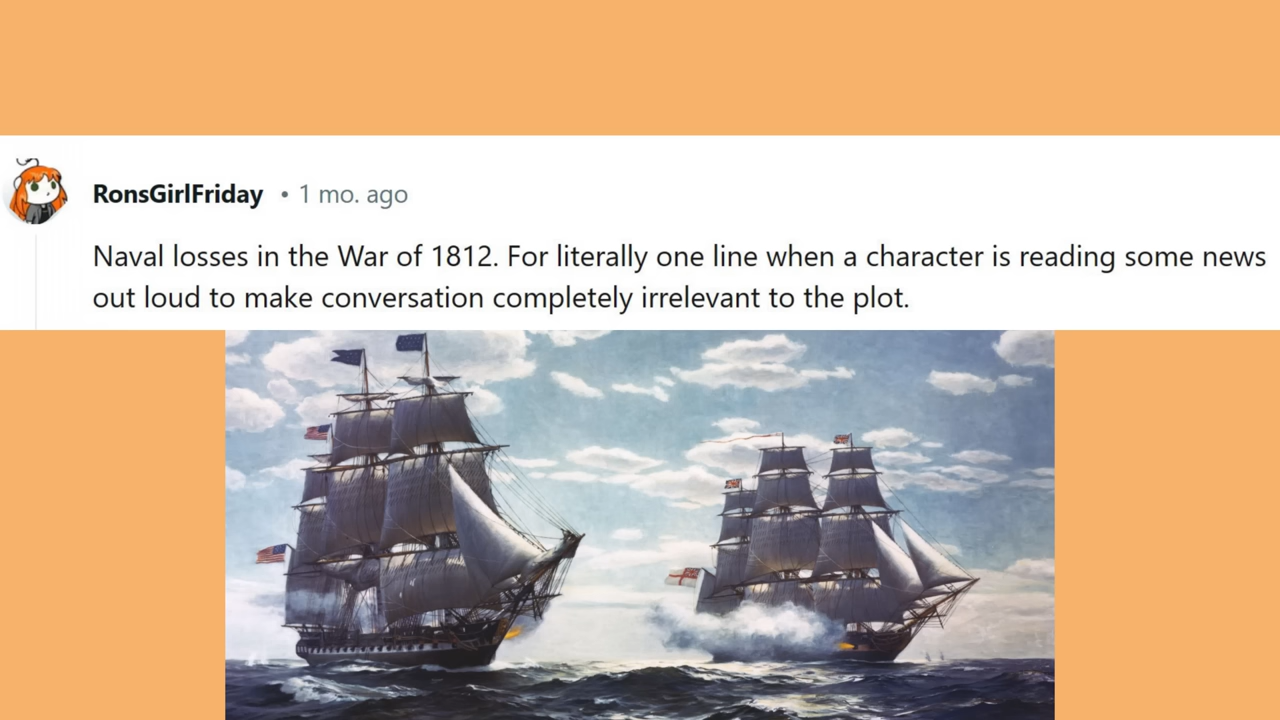 RonsGirlFriday • 1 mo. ago
Naval losses in the War of 1812. For literally one line when a character is reading some news
out loud to make conversation completely irrelevant to the plot.